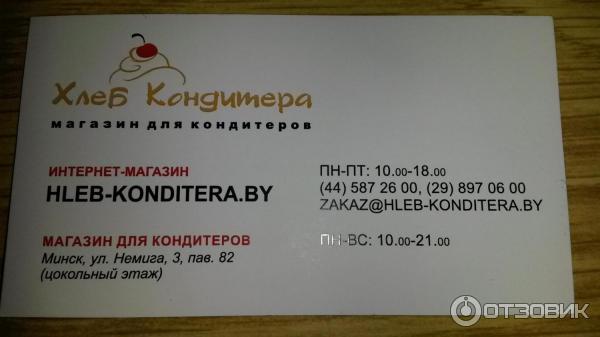 Хлеб Кондитера
магазин для кондитеров
ИНТЕРНЕТ-МАГАЗИН
HLEB-KONDITERA.BY
ПН-ПТ: 10.00-18.00
(44) 587 26 00, (29) 897 06 00
ZAKAZ@HLEB-KONDITERA.BY
МАГАЗИН ДЛЯ КОНДИТЕРОВ
Минск, ул. Немига, 3, пав. 82
(цокольный этаж)
ПН-ВС: 10.00-21.00
ОТЗОВИК